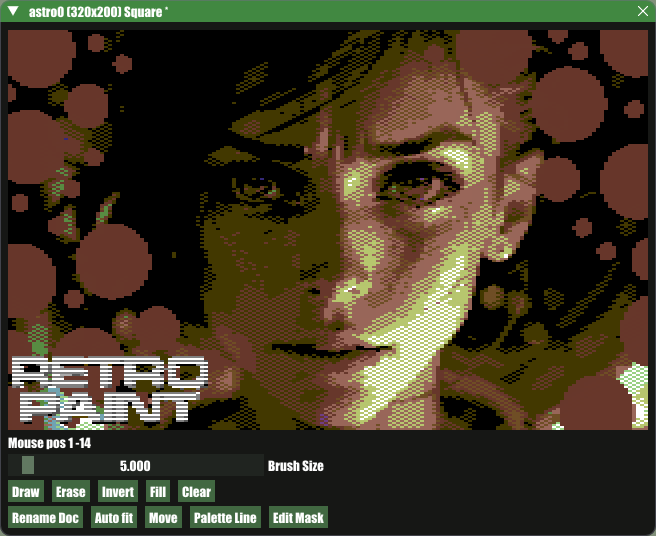 astro0 (320x200) Square *
RETRO
PAINT
Mouse pos 1 -14
5.000 Brush Size
Draw Erase Invert Fill Clear
Rename Doc Auto fit Move Palette Line Edit Mask